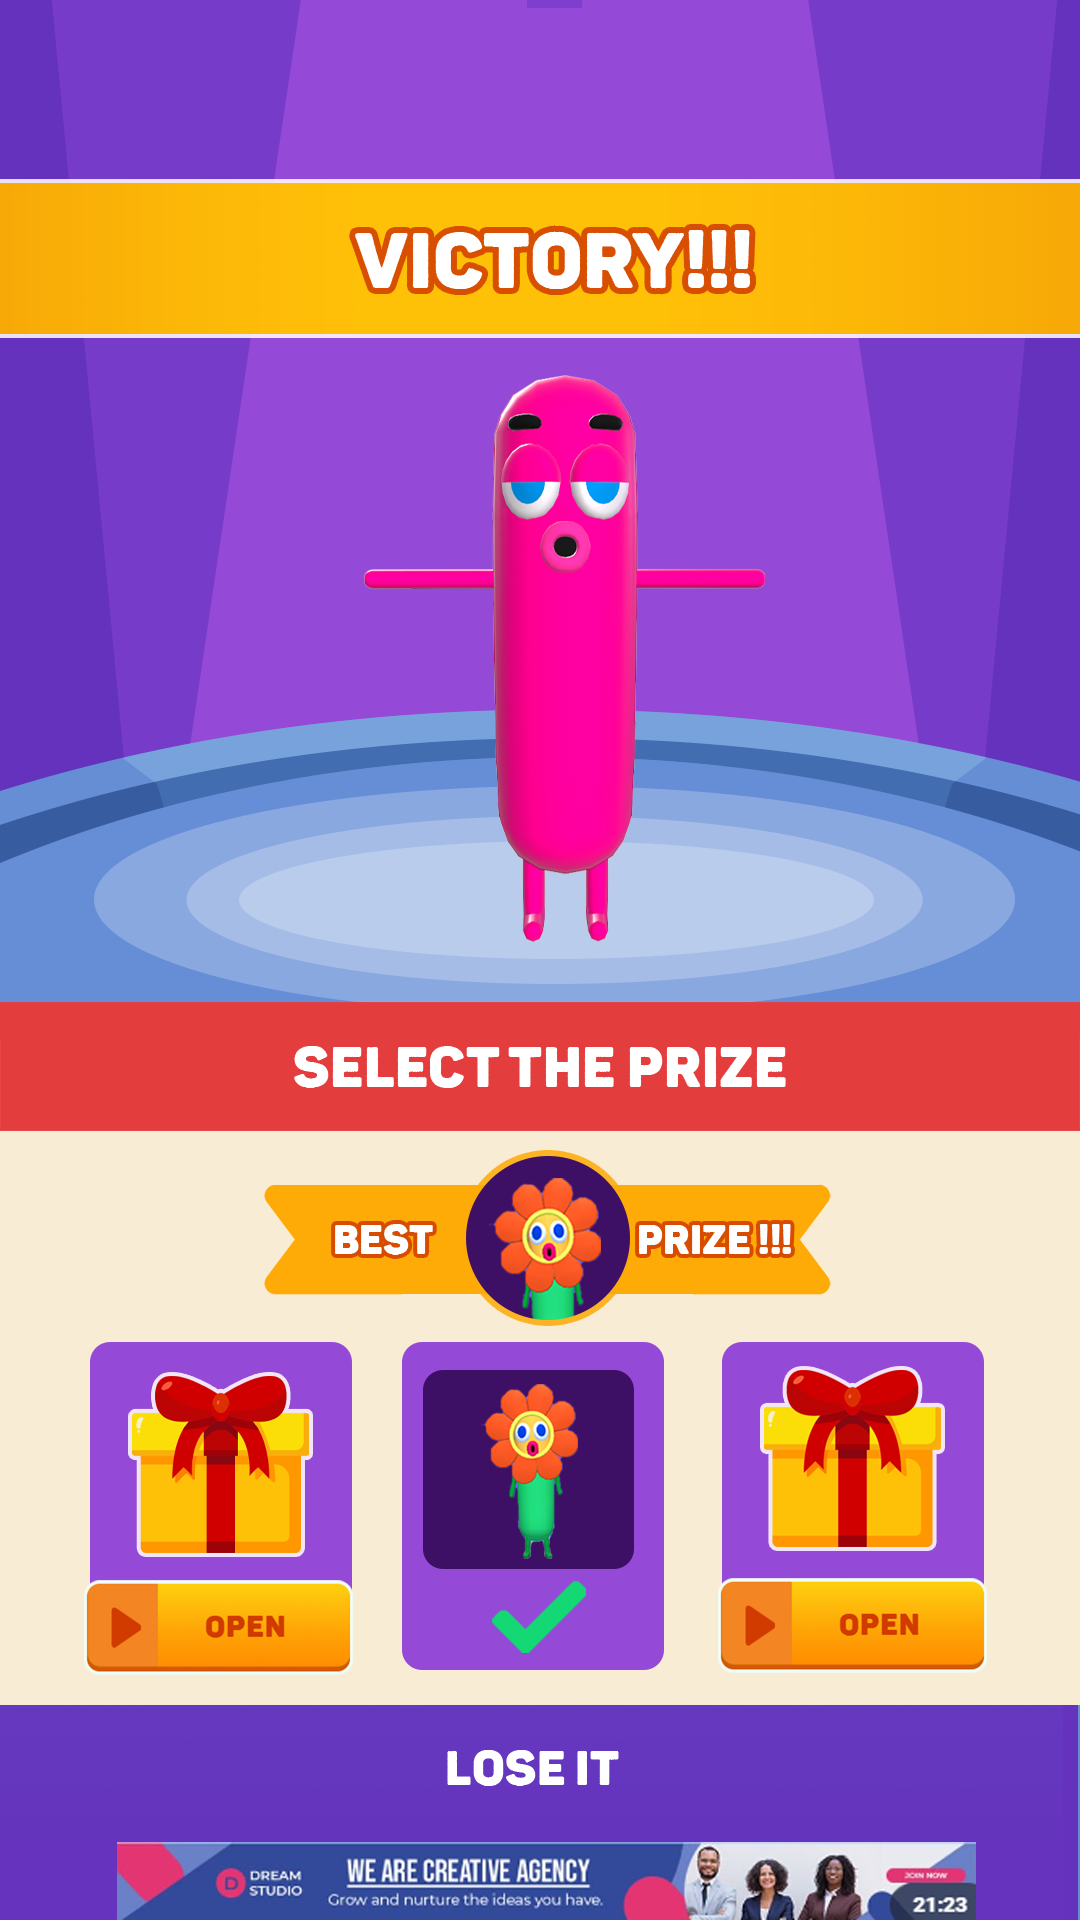 VICTORY!!!
SELECT THE PRIZE
BEST PRIZE !!!
OPEN
OPEN
LOSE IT
D DREAM STUDIO
WE ARE CREATIVE AGENCY
Grow and nurture the ideas you have.
JOIN NOW
21:23